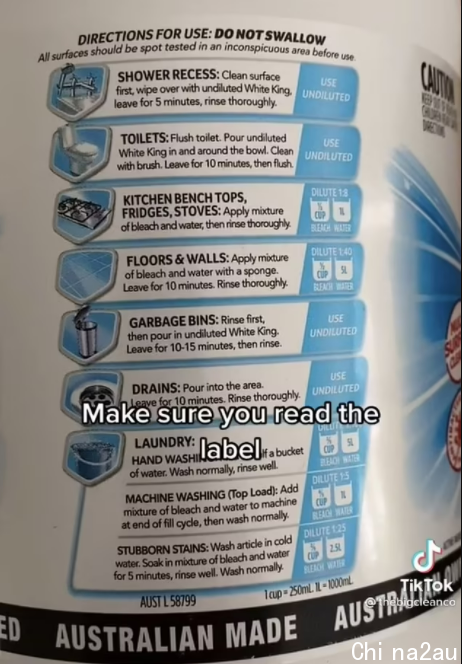 DIRECTIONS FOR USE: DO NOT SWALLOW
All surfaces should be spot tested in an inconspicuous area before use
SHOWER RECESS: Clean surface
first, wipe over with undiluted White King,
leave for 5 minutes, rinse thoroughly.
USE
UNDILUTED
TOILETS: Flush toilet. Pour undiluted
White King in and around the bowl. Clean
with brush. Leave for 10 minutes, then flush.
USE
UNDILUTED
KITCHEN BENCH TOPS,
FRIDGES, STOVES: Apply mixture
of bleach and water, then rinse thoroughly.
DILUTE 1:8
CUP
1L
BLEACH WATER
FLOORS & WALLS: Apply mixture
of bleach and water with a sponge.
Leave for 10 minutes. Rinse thoroughly.
DILUTE 1:40
CUP
5L
BLEACH WATER
GARBAGE BINS: Rinse first,
then pour in undiluted White King.
Leave for 10-15 minutes, then rinse.
USE
UNDILUTED
DRAINS: Pour into the area.
Leave for 10 minutes. Rinse thoroughly.
USE
UNDILUTED
Make sure you read the
label
LAUNDRY:
HAND WASHI
lf a bucket
of water. Wash normally, rinse well.
CUP
5L
BLEACH WATER
MACHINE WASHING (Top Load): Add
mixture of bleach and water to machine
at end of fill cycle, then wash normally.
DILUTE 1:5
CUP
1L
BLEACH WATER
STUBBORN STAINS: Wash article in cold
water. Soak in mixture of bleach and water
for 5 minutes, rinse well. Wash normally.
DILUTE 1:25
CUP
2.5L
BLEACH WATER
AUST L 58799
1 cup = 250mL. 1L = 1000mL.
CAUTION
KEEP OUT OF
CHILDREN
DIRECTIONS
TikTok
@thebigcleanco
ED AUSTRALIAN MADE AUSTRALIAN
Chi na2au